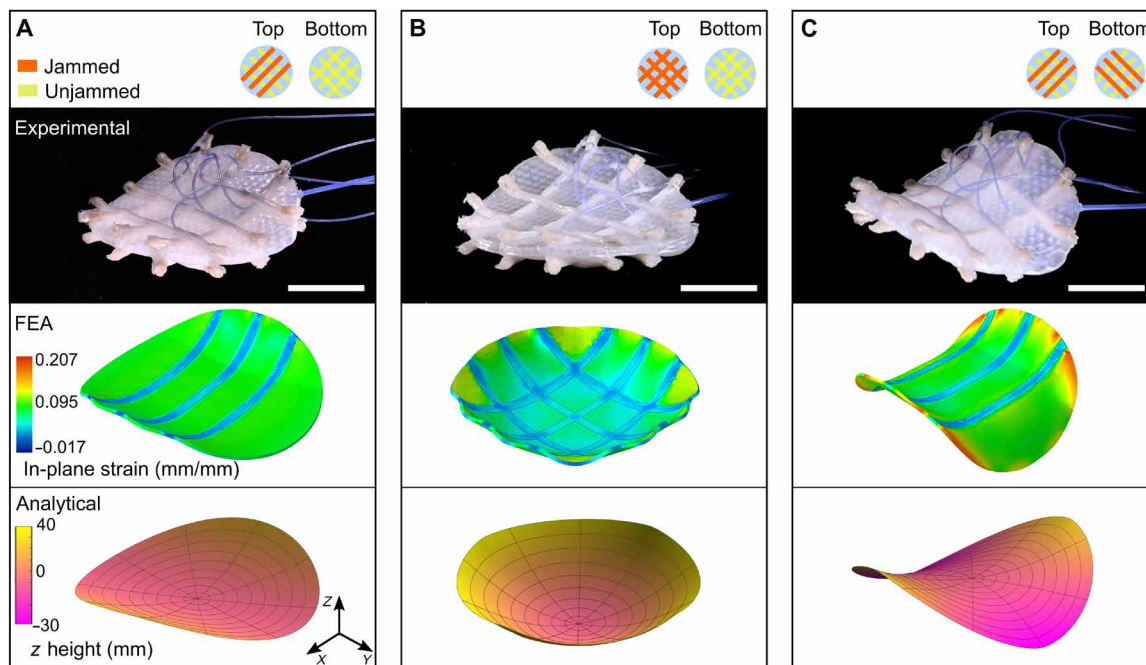 A
Top Bottom
Jammed
Unjammed
Experimental
FEA
0.207
0.095
−0.017
In-plane strain (mm/mm)
Analytical
40
0
−30
z height (mm)
Z
X
Y
B
Top Bottom
C
Top Bottom